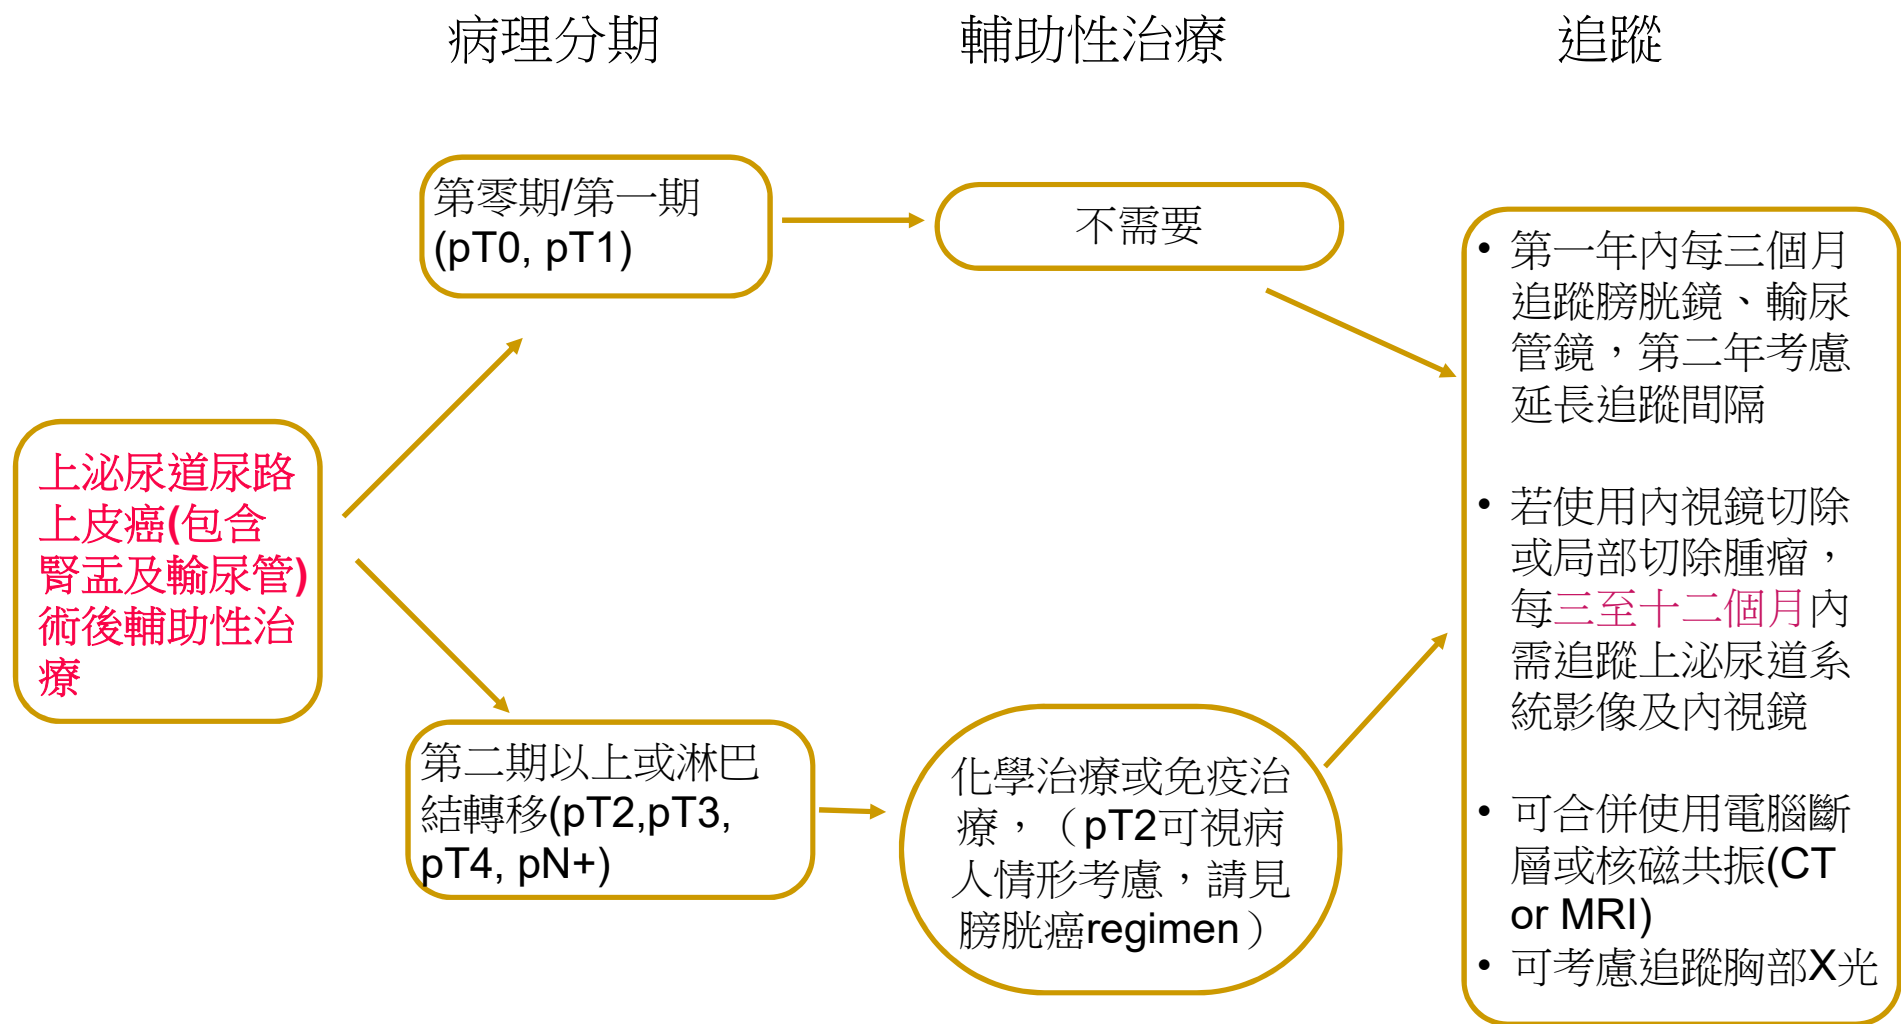 病理分期
輔助性治療
追蹤
上泌尿道尿路
上皮癌(包含
腎盂及輸尿管)
術後輔助性治
療
第零期/第一期
(pT0, pT1)
不需要
第二期以上或淋巴
結轉移(pT2,pT3,
pT4, pN+)
化學治療或免疫治
療，（pT2可視病
人情形考慮，請見
膀胱癌regimen）
• 第一年內每三個月
追蹤膀胱鏡、輸尿
管鏡，第二年考慮
延長追蹤間隔
• 若使用內視鏡切除
或局部切除腫瘤，
每三至十二個月內
需追蹤上泌尿道系
統影像及內視鏡
• 可合併使用電腦斷
層或核磁共振(CT
or MRI)
• 可考慮追蹤胸部X光